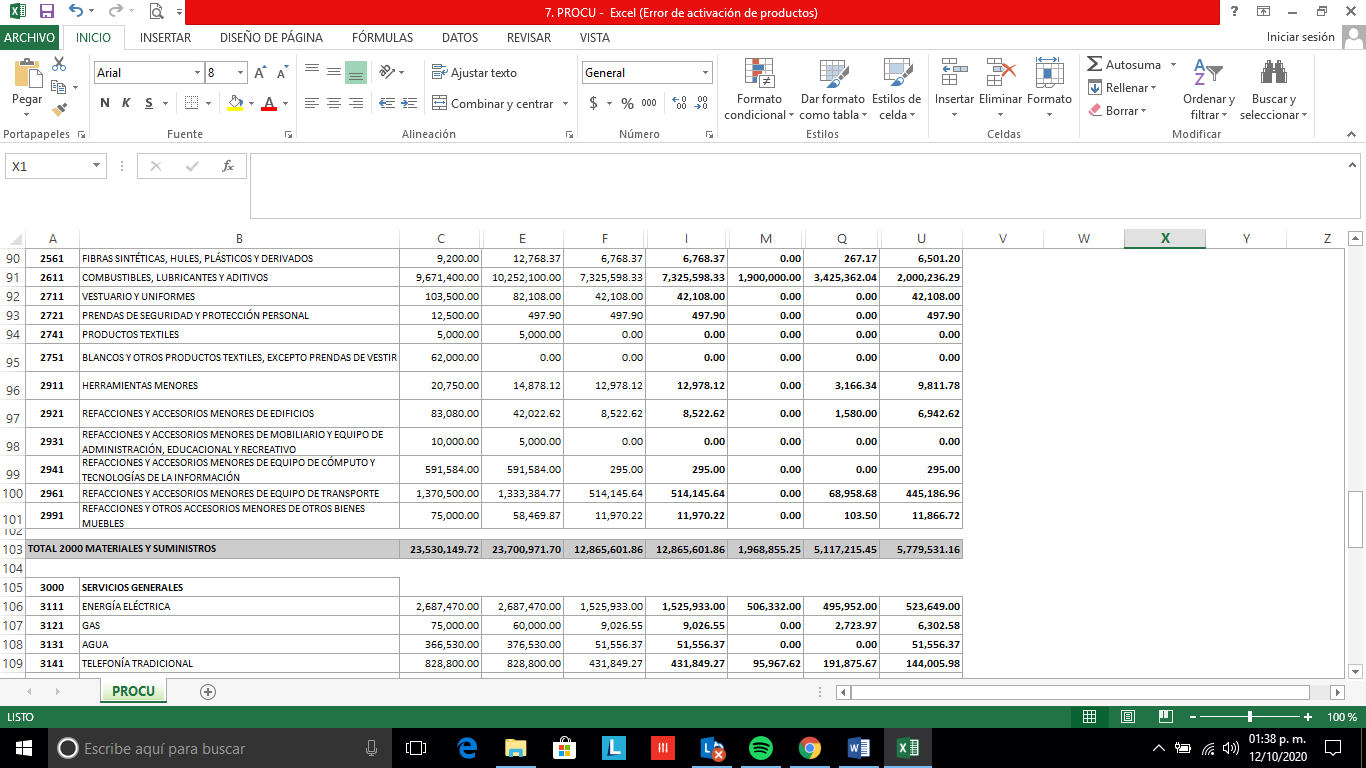 7. PROCU - Excel (Error de activación de productos)
ARCHIVO INICIO INSERTAR DISEÑO DE PÁGINA FÓRMULAS DATOS REVISAR VISTA Iniciar sesión
Pegar Arial 8 Ajustar texto General Formato condicional Dar formato como tabla Estilos de celda Insertar Eliminar Formato Autosuma Rellenar Borrar Ordenar y filtrar Buscar y seleccionar
N K S Combinar y centrar $ % 000
Portapapeles Fuente Alineación Número Estilos Celdas Modificar
X1 fx
A B C E F I M Q U V W X Y Z
90 2561 FIBRAS SINTÉTICAS, HULES, PLÁSTICOS Y DERIVADOS 9,200.00 12,768.37 6,768.37 6,768.37 0.00 267.17 6,501.20
91 2611 COMBUSTIBLES, LUBRICANTES Y ADITIVOS 9,671,400.00 10,252,100.00 7,325,598.33 7,325,598.33 1,900,000.00 3,425,362.04 2,000,236.29
92 2711 VESTUARIO Y UNIFORMES 103,500.00 82,108.00 42,108.00 42,108.00 0.00 0.00 42,108.00
93 2721 PRENDAS DE SEGURIDAD Y PROTECCIÓN PERSONAL 12,500.00 497.90 497.90 497.90 0.00 0.00 497.90
94 2741 PRODUCTOS TEXTILES 5,000.00 5,000.00 0.00 0.00 0.00 0.00 0.00
95 2751 BLANCOS Y OTROS PRODUCTOS TEXTILES, EXCEPTO PRENDAS DE VESTIR 62,000.00 0.00 0.00 0.00 0.00 0.00 0.00
96 2911 HERRAMIENTAS MENORES 20,750.00 14,878.12 12,978.12 12,978.12 0.00 3,166.34 9,811.78
97 2921 REFACCIONES Y ACCESORIOS MENORES DE EDIFICIOS 83,080.00 42,022.62 8,522.62 8,522.62 0.00 1,580.00 6,942.62
98 2931 REFACCIONES Y ACCESORIOS MENORES DE MOBILIARIO Y EQUIPO DE
ADMINISTRACIÓN, EDUCACIONAL Y RECREATIVO 10,000.00 5,000.00 0.00 0.00 0.00 0.00 0.00
99 2941 REFACCIONES Y ACCESORIOS MENORES DE EQUIPO DE CÓMPUTO Y
TECNOLOGÍAS DE LA INFORMACIÓN 591,584.00 591,584.00 295.00 295.00 0.00 0.00 295.00
100 2961 REFACCIONES Y ACCESORIOS MENORES DE EQUIPO DE TRANSPORTE 1,370,500.00 1,333,384.77 514,145.64 514,145.64 0.00 68,958.68 445,186.96
101 2991 REFACCIONES Y OTROS ACCESORIOS MENORES DE OTROS BIENES
MUEBLES 75,000.00 58,469.87 11,970.22 11,970.22 0.00 103.50 11,866.72
102
103 TOTAL 2000 MATERIALES Y SUMINISTROS 23,530,149.72 23,700,971.70 12,865,601.86 12,865,601.86 1,968,855.25 5,117,215.45 5,779,531.16
104
105 3000 SERVICIOS GENERALES
106 3111 ENERGÍA ELÉCTRICA 2,687,470.00 2,687,470.00 1,525,933.00 1,525,933.00 506,332.00 495,952.00 523,649.00
107 3121 GAS 75,000.00 60,000.00 9,026.55 9,026.55 0.00 2,723.97 6,302.58
108 3131 AGUA 366,530.00 376,530.00 51,556.37 51,556.37 0.00 0.00 51,556.37
109 3141 TELEFONÍA TRADICIONAL 828,800.00 828,800.00 431,849.27 431,849.27 95,967.62 191,875.67 144,005.98
PROCU
LISTO 100 %
Escribe aquí para buscar
01:38 p. m.
12/10/2020